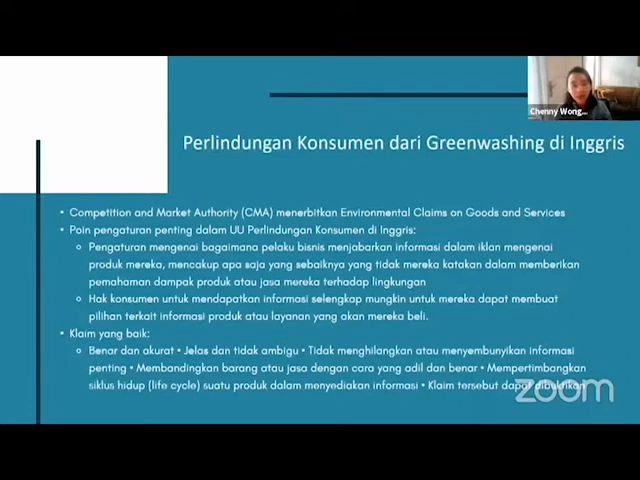 Chenny Wong...
Perlindungan Konsumen dari Greenwashing di Inggris
• Competition and Market Authority (CMA) menerbitkan Environmental Claims on Goods and Services
• Poin pengaturan penting dalam UU Perlindungan Konsumen di Inggris:
Pengaturan mengenai bagaimana pelaku bisnis menjabarkan informasi dalam iklan mengenai
produk mereka, mencakup apa saja yang sebaiknya yang tidak mereka katakan dalam memberikan
pemahaman dampak produk atau jasa mereka terhadap lingkungan
Hak konsumen untuk mendapatkan informasi selengkap mungkin untuk mereka dapat membuat
pilihan terkait informasi produk atau layanan yang akan mereka beli.
• Klaim yang baik:
Benar dan akurat • Jelas dan tidak ambigu • Tidak menghilangkan atau menyembunyikan informasi
penting • Membandingkan barang atau jasa dengan cara yang adil dan benar • Mempertimbangkan
siklus hidup (life cycle) suatu produk dalam menyediakan informasi • Klaim tersebut dapat dibuktikan
zoom